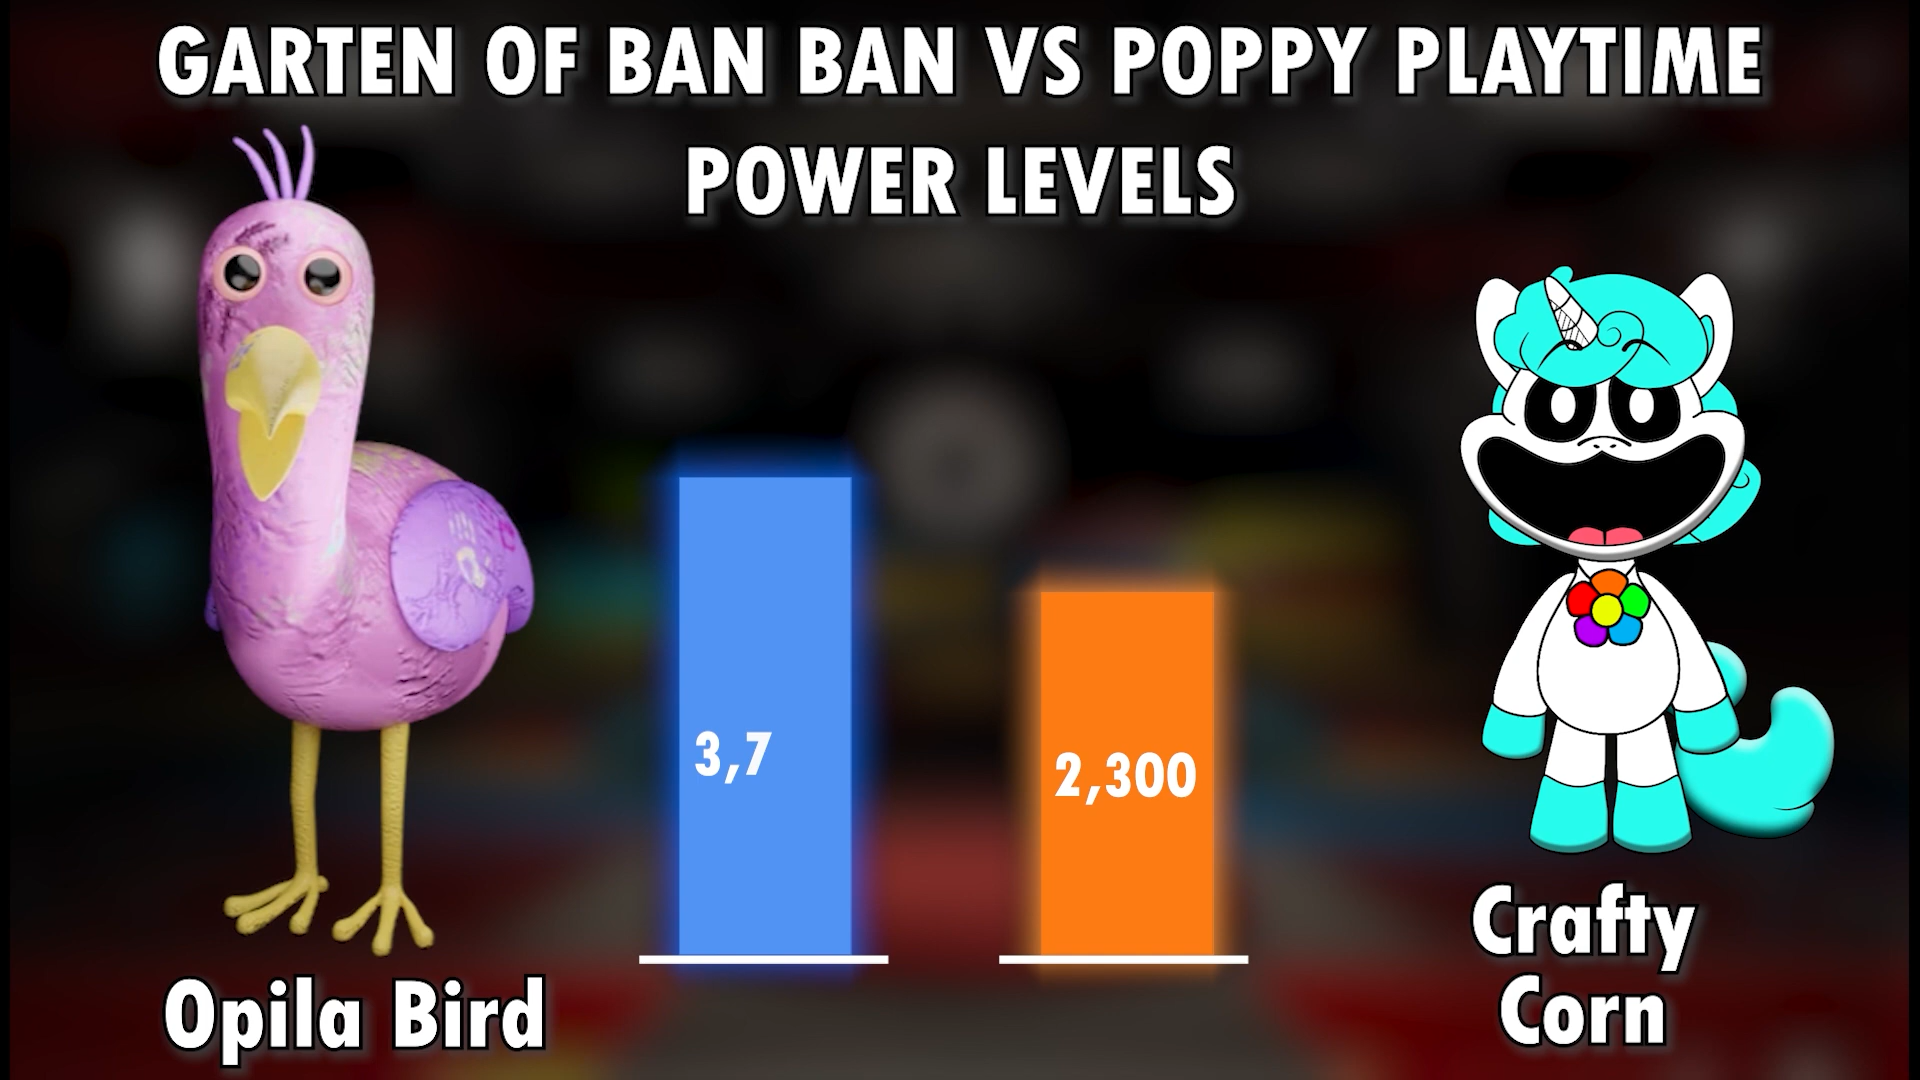 GARTEN OF BAN BAN VS POPPY PLAYTIME
POWER LEVELS
3,7
2,300
Opila Bird
Crafty
Corn